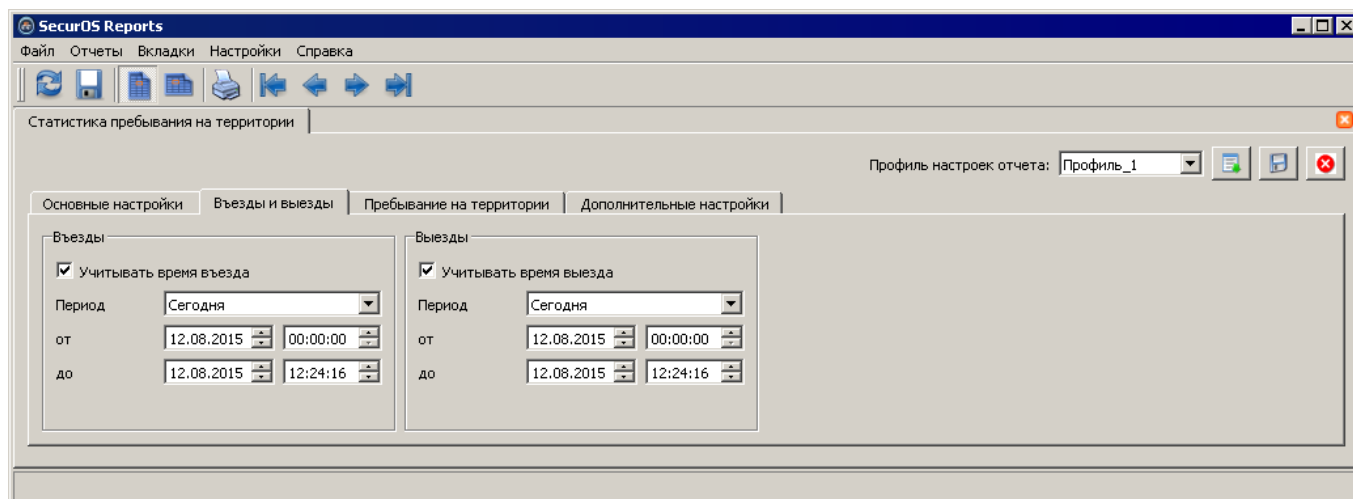 SecurOS Reports
Файл Отчеты Вкладки Настройки Справка
Статистика пребывания на территории
Профиль настроек отчета: Профиль_1
Основные настройки Въезды и выезды Пребывание на территории Дополнительные настройки
Въезды Выезды
Учитывать время въезда Учитывать время выезда
Период Сегодня Период Сегодня
от 12.08.2015 00:00:00 от 12.08.2015 00:00:00
до 12.08.2015 12:24:16 до 12.08.2015 12:24:16